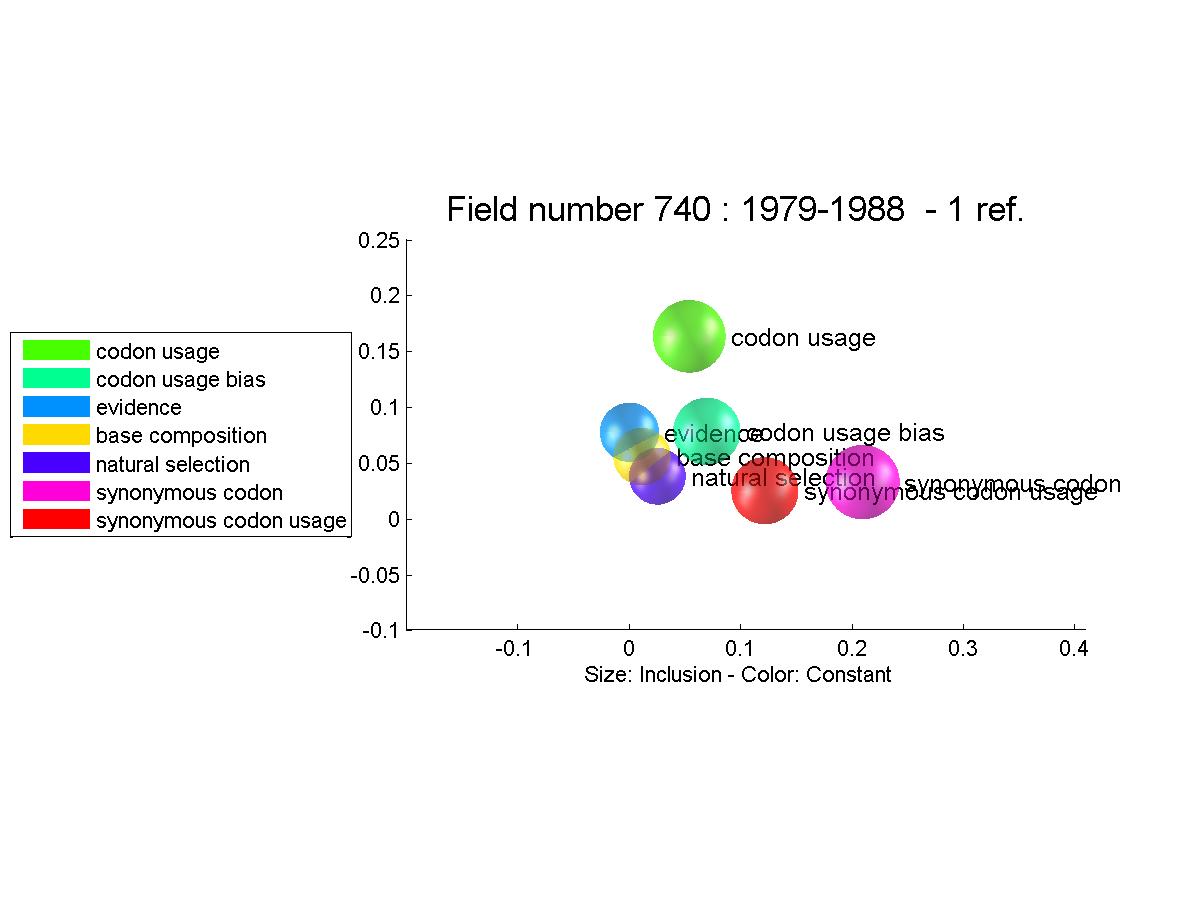 Field number 740 : 1979-1988  - 1 ref.
0.25
0.2
0.15
0.1
0.05
0
-0.05
-0.1
codon usage
codon usage bias
evidence
base composition
natural selection
synonymous codon
synonymous codon usage
codon usage
evidence
codon usage bias
base composition
natural selection
synonymous codon
synonymous codon usage
-0.1 0 0.1 0.2 0.3 0.4
Size: Inclusion - Color: Constant